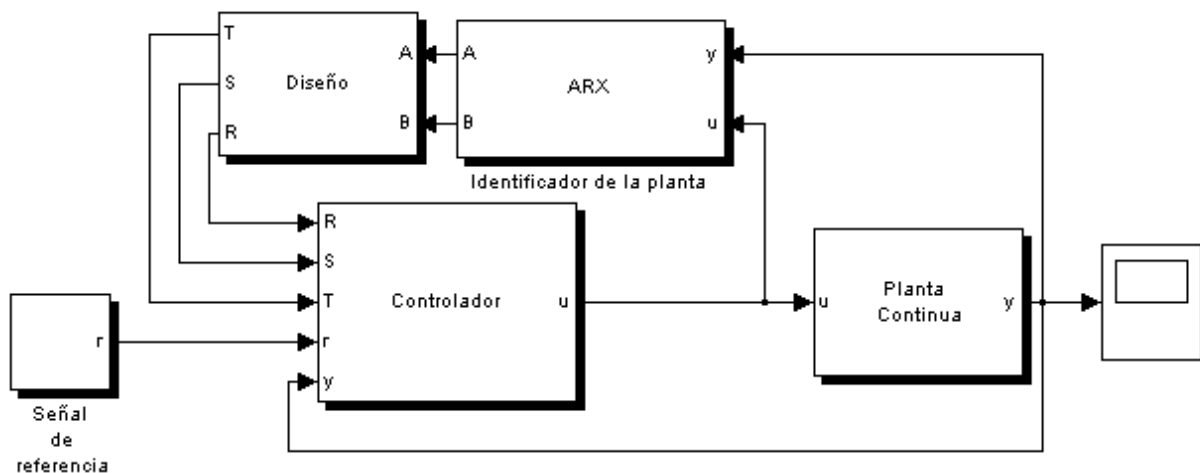 T
S
R
Diseño
A
B
A
B
ARX
y
u
Identificador de la planta
R
S
T
r
y
Controlador
u
u
Planta
Continua
y
r
Señal
de
referencia